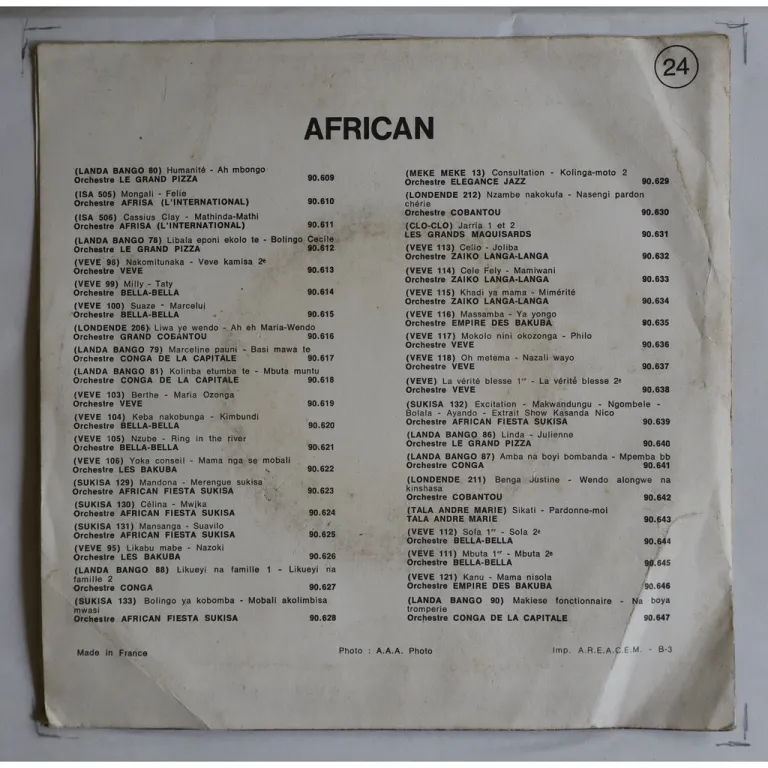 24
AFRICAN
(LANDA BANGO 80) Humanité - Ah mbongo
Orchestre LE GRAND PIZZA 90.609
(ISA 505) Mongali - Felie
Orchestre AFRISA (L'INTERNATIONAL) 90.610
(ISA 506) Cassius Clay - Mathinda-Mathi
Orchestre AFRISA (L'INTERNATIONAL) 90.611
(LANDA BANGO 78) Libala eponi ekolo te - Bolingo Cecile
Orchestre LE GRAND PIZZA 90.612
(VEVE 96) Nakomitunaka - Veve kamisa 2e
Orchestre VEVE 90.613
(VEVE 99) Milly - Taty
Orchestre BELLA-BELLA 90.614
(VEVE 100) Suaze - Marceluj
Orchestre BELLA-BELLA 90.615
(LONDENDE 206) Liwa ye wendo - Ah eh Maria-Wendo
Orchestre GRAND COBANTOU 90.616
(LANDA BANGO 79) Marceline pauni - Basi mawa te
Orchestre CONGA DE LA CAPITALE 90.617
(LANDA BANGO 81) Kolinba etumba te - Mbuta muntu
Orchestre CONGA DE LA CAPITALE 90.618
(VEVE 103) Berthe - Maria Ozonga
Orchestre VEVE 90.619
(VEVE 104) Keba nakobunga - Kimbundi
Orchestre BELLA-BELLA 90.620
(VEVE 105) Nzube - Ring in the river
Orchestre BELLA-BELLA 90.621
(VEVE 106) Yoka conseil - Mama nga se mobali
Orchestre LES BAKUBA 90.622
(SUKISA 129) Mandona - Merengue sukisa
Orchestre AFRICAN FIESTA SUKISA 90.623
(SUKISA 130) Célina - Mwjka
Orchestre AFRICAN FIESTA SUKISA 90.624
(SUKISA 131) Mansanga - Suavilo
Orchestre AFRICAN FIESTA SUKISA 90.625
(VEVE 95) Likabu mabe - Nazoki
Orchestre LES BAKUBA 90.626
(LANDA BANGO 88) Likueyi na famille 1 - Likueyi na
famille 2
Orchestre CONGA 90.627
(SUKISA 133) Bolingo ya kobomba - Mobali akolimbisa
mwasi
Orchestre AFRICAN FIESTA SUKISA 90.628
(MEKE MEKE 13) Consultation - Kolinga-moto 2
Orchestre ELEGANCE JAZZ 90.629
(LONDENDE 212) Nzambe nakokufa - Nasengi pardon
chérie
Orchestre COBANTOU 90.630
(CLO-CLO) Jarria 1 et 2
LES GRANDS MAQUISARDS 90.631
(VEVE 113) Celio - Joliba
Orchestre ZAIKO LANGA-LANGA 90.632
(VEVE 114) Cele Fely - Mamiwani
Orchestre ZAIKO LANGA-LANGA 90.633
(VEVE 115) Khadi ya mama - Mimérité
Orchestre ZAIKO LANGA-LANGA 90.634
(VEVE 116) Massamba - Ya yongo
Orchestre EMPIRE DES BAKUBA 90.635
(VEVE 117) Mokolo nini okozonga - Philo
Orchestre VEVE 90.636
(VEVE 118) Oh metema - Nazali wayo
Orchestre VEVE 90.637
(VEVE) La vérité blesse 1er - La vérité blesse 2e
Orchestre VEVE 90.638
(SUKISA 132) Excitation - Makwandungu - Ngombele -
Bolala - Ayando - Extrait Show Kasanda Nico
Orchestre AFRICAN FIESTA SUKISA 90.639
(LANDA BANGO 86) Linda - Julienne
Orchestre LE GRAND PIZZA 90.640
(LANDA BANGO 87) Amba na boyi bombanda - Mpemba bb
Orchestre CONGA 90.641
(LONDENDE 211) Benga Justine - Wendo alongwe na
kinshasa
Orchestre COBANTOU 90.642
(TALA ANDRE MARIE) Sikati - Pardonne-moi
TALA ANDRE MARIE 90.643
(VEVE 112) Sofa 1er - Sola 2e
Orchestre BELLA-BELLA 90.644
(VEVE 111) Mbuta 1er - Mbuta 2e
Orchestre BELLA-BELLA 90.645
(VEVE 121) Kanu - Mama nisola
Orchestre EMPIRE DES BAKUBA 90.646
(LANDA BANGO 90) Makiese fonctionnaire - Na boya
tromperie
Orchestre CONGA DE LA CAPITALE 90.647
Made in France Photo : A.A.A. Photo Imp. A.R.E.A.C.E.M. - B-3